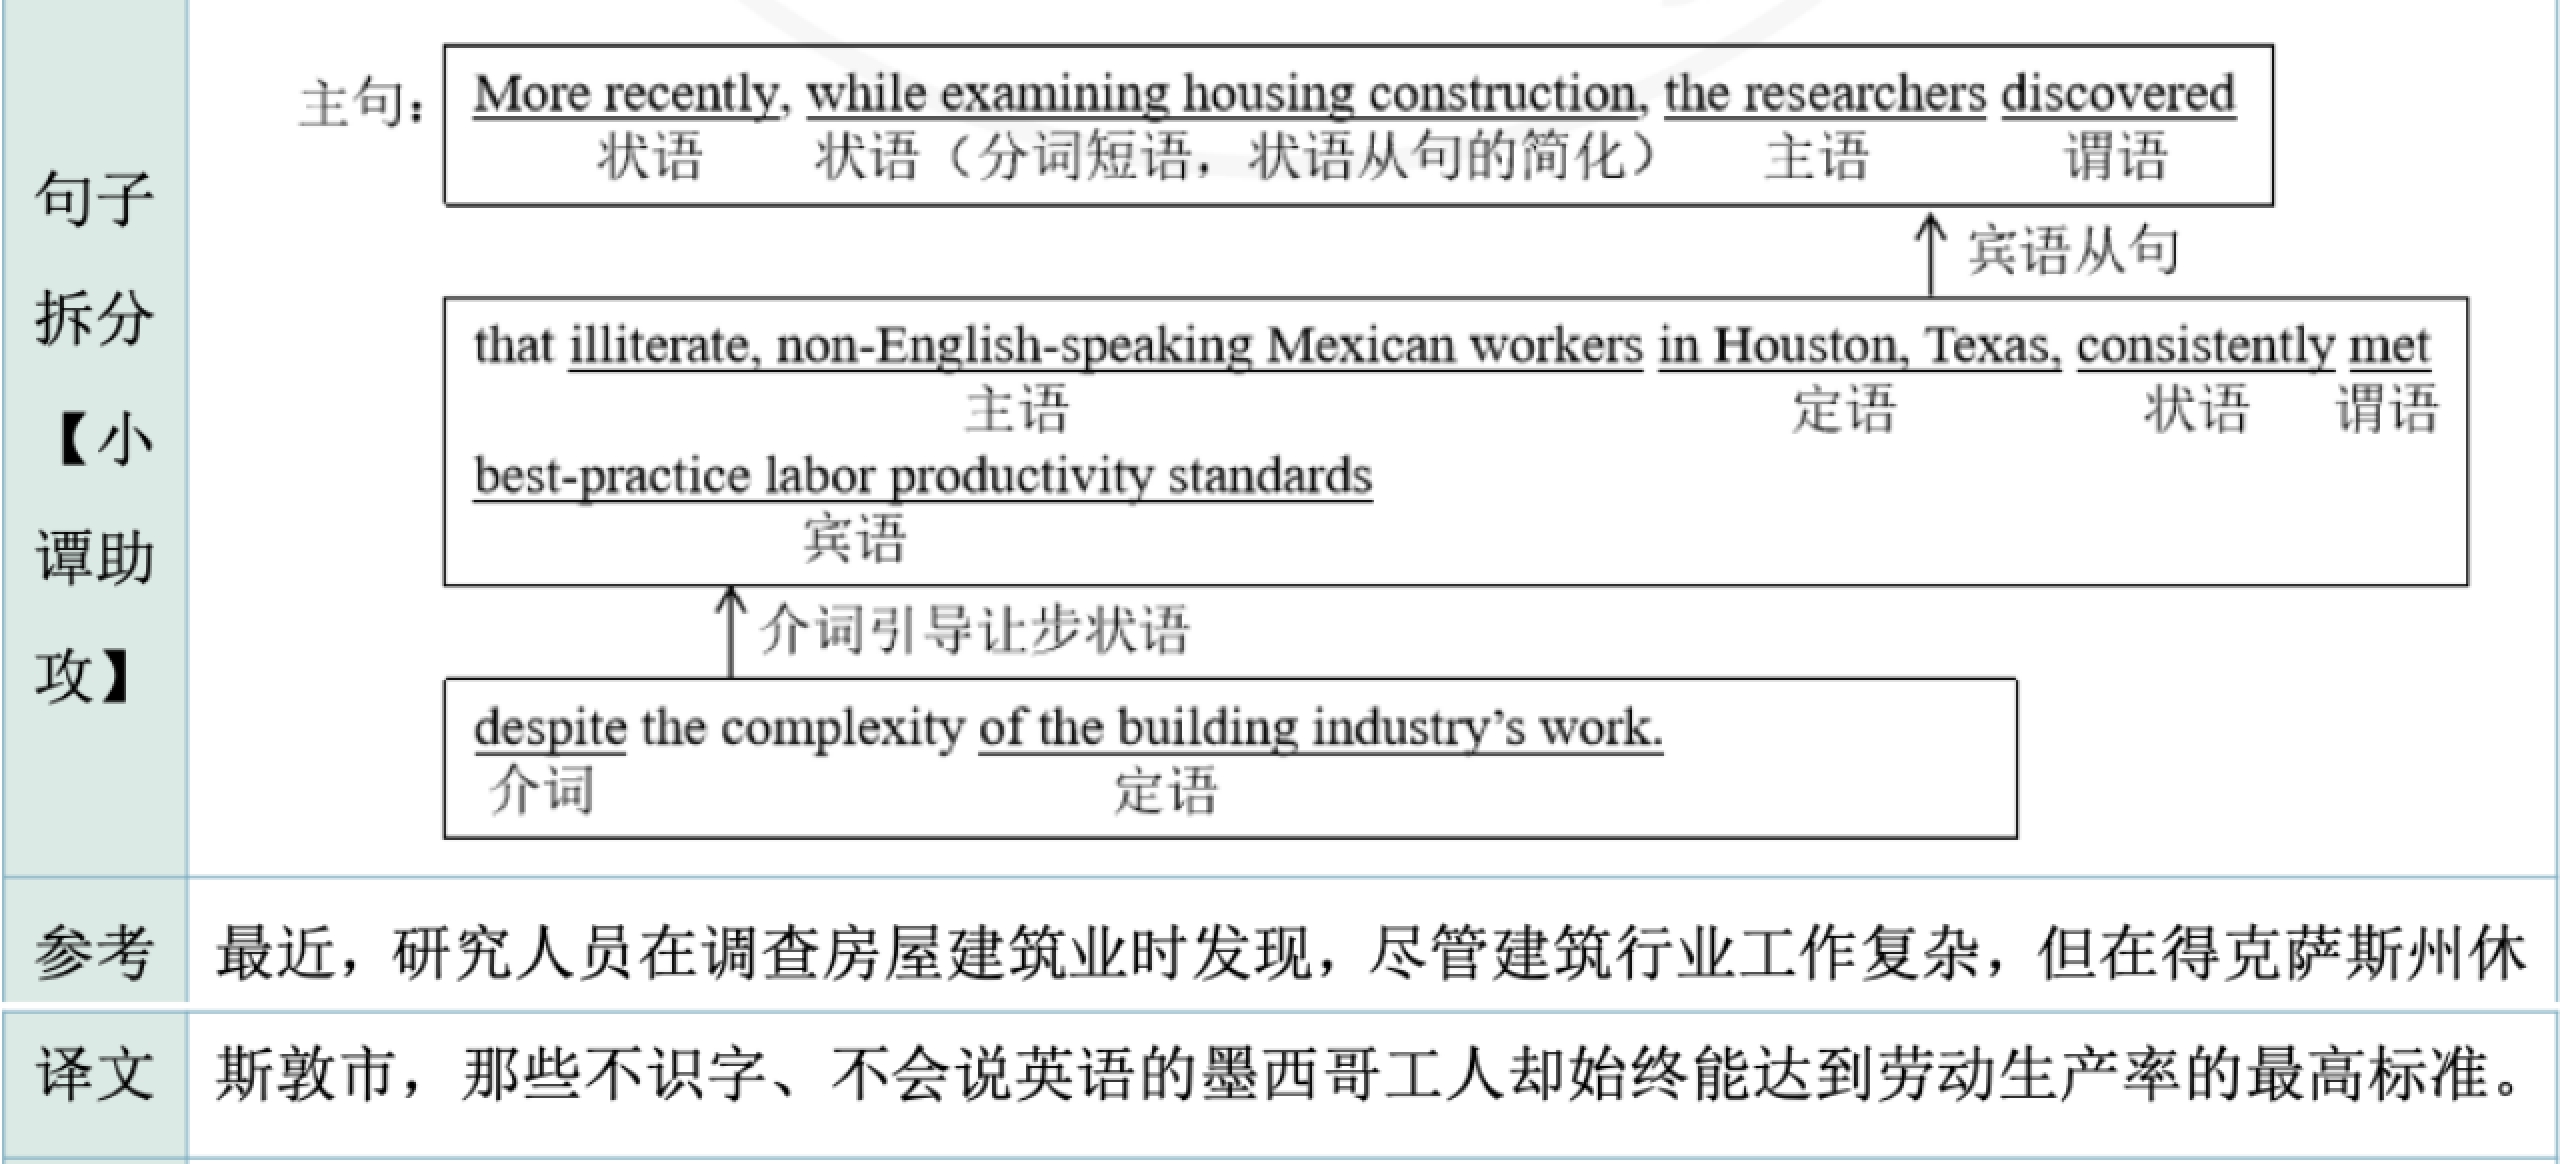 句子
拆分
【小
谭助
攻】
主句：
More recently, while examining housing construction, the researchers discovered
状语 状语（分词短语，状语从句的简化） 主语 谓语
宾语从句
that illiterate, non-English-speaking Mexican workers in Houston, Texas, consistently met
主语 定语 状语 谓语
best-practice labor productivity standards
宾语
介词引导让步状语
despite the complexity of the building industry’s work.
介词 定语
参考
最近，研究人员在调查房屋建筑业时发现，尽管建筑行业工作复杂，但在得克萨斯州休
译文
斯敦市，那些不识字、不会说英语的墨西哥工人却始终能达到劳动生产率的最高标准。